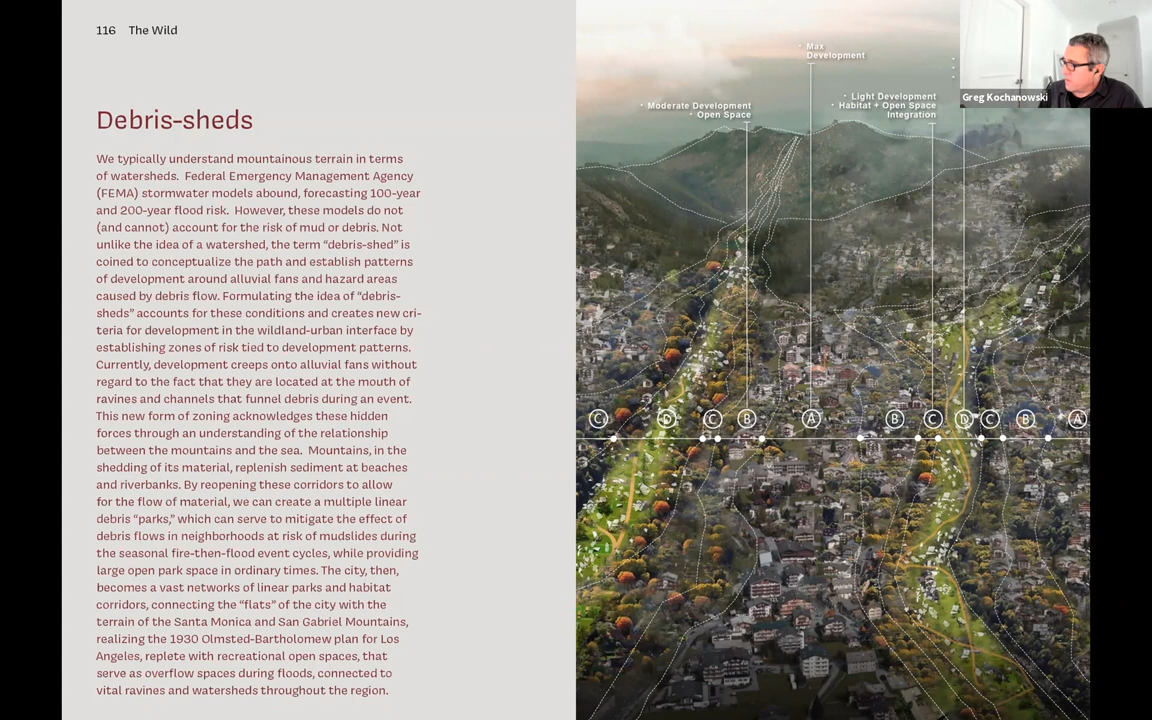 116 The Wild
Debris-sheds
We typically understand mountainous terrain in terms
of watersheds. Federal Emergency Management Agency
(FEMA) stormwater models abound, forecasting 100-year
and 200-year flood risk. However, these models do not
(and cannot) account for the risk of mud or debris. Not
unlike the idea of a watershed, the term “debris-shed” is
coined to conceptualize the path and establish patterns
of development around alluvial fans and hazard areas
caused by debris flow. Formulating the idea of “debris-
sheds” accounts for these conditions and creates new cri-
teria for development in the wildland-urban interface by
establishing zones of risk tied to development patterns.
Currently, development creeps onto alluvial fans without
regard to the fact that they are located at the mouth of
ravines and channels that funnel debris during an event.
This new form of zoning acknowledges these hidden
forces through an understanding of the relationship
between the mountains and the sea. Mountains, in the
shedding of its material, replenish sediment at beaches
and riverbanks. By reopening these corridors to allow
for the flow of material, we can create a multiple linear
debris “parks,” which can serve to mitigate the effect of
debris flows in neighborhoods at risk of mudslides during
the seasonal fire-then-flood event cycles, while providing
large open park space in ordinary times. The city, then,
becomes a vast networks of linear parks and habitat
corridors, connecting the “flats” of the city with the
terrain of the Santa Monica and San Gabriel Mountains,
realizing the 1930 Olmsted-Bartholomew plan for Los
Angeles, replete with recreational open spaces, that
serve as overflow spaces during floods, connected to
vital ravines and watersheds throughout the region.
Max
Development
Moderate Development
Open Space
Light Development
Habitat + Open Space
Integration
C D C B A B C D C B A
Greg Kochanowski